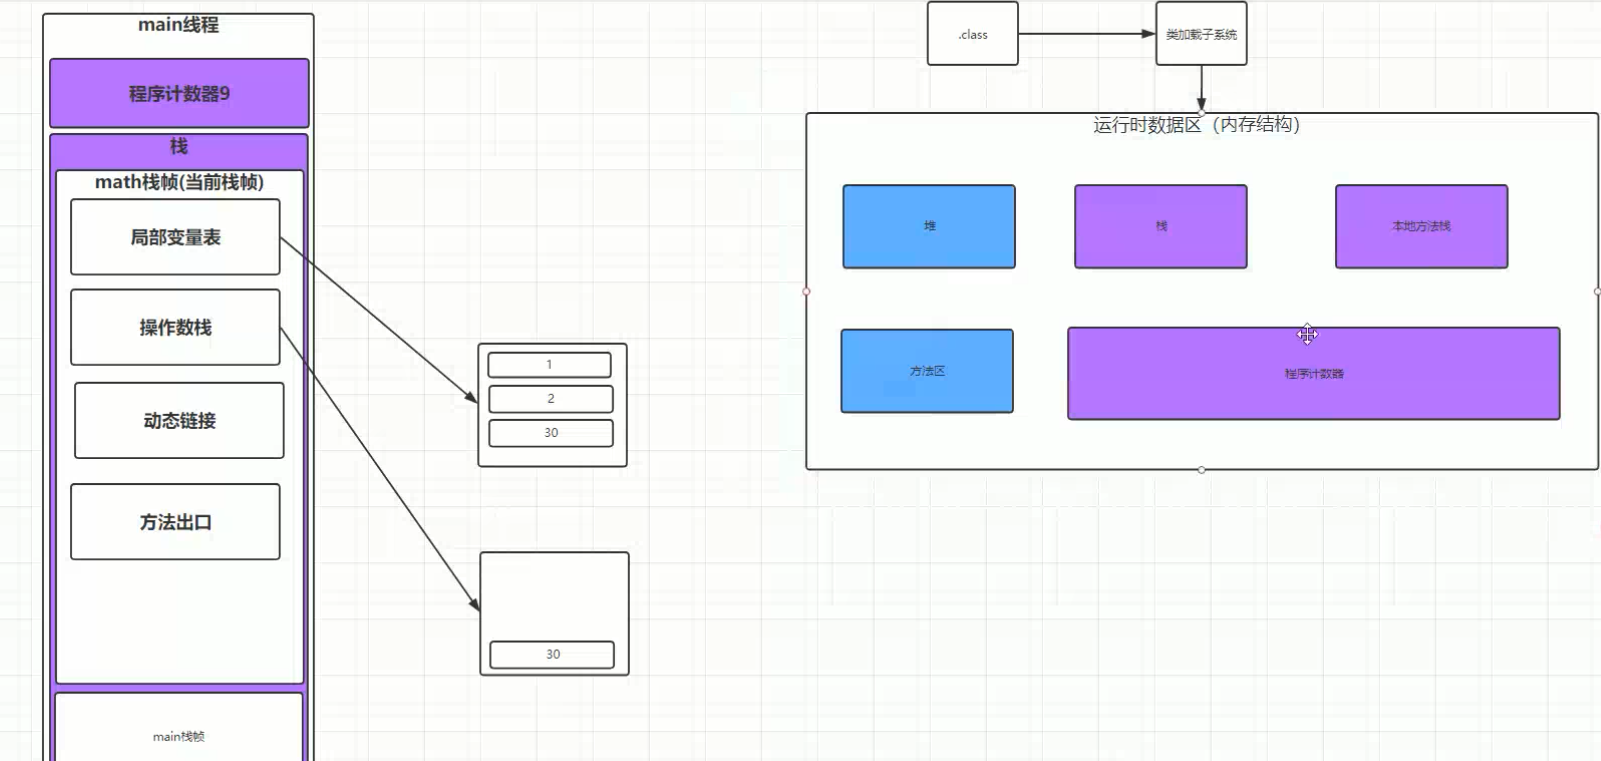 main线程
程序计数器9
栈
math栈帧(当前栈帧)
局部变量表
操作数栈
动态链接
方法出口
main栈帧
1
2
30
30
.class
类加载子系统
运行时数据区（内存结构）
堆
栈
本地方法栈
方法区
程序计数器